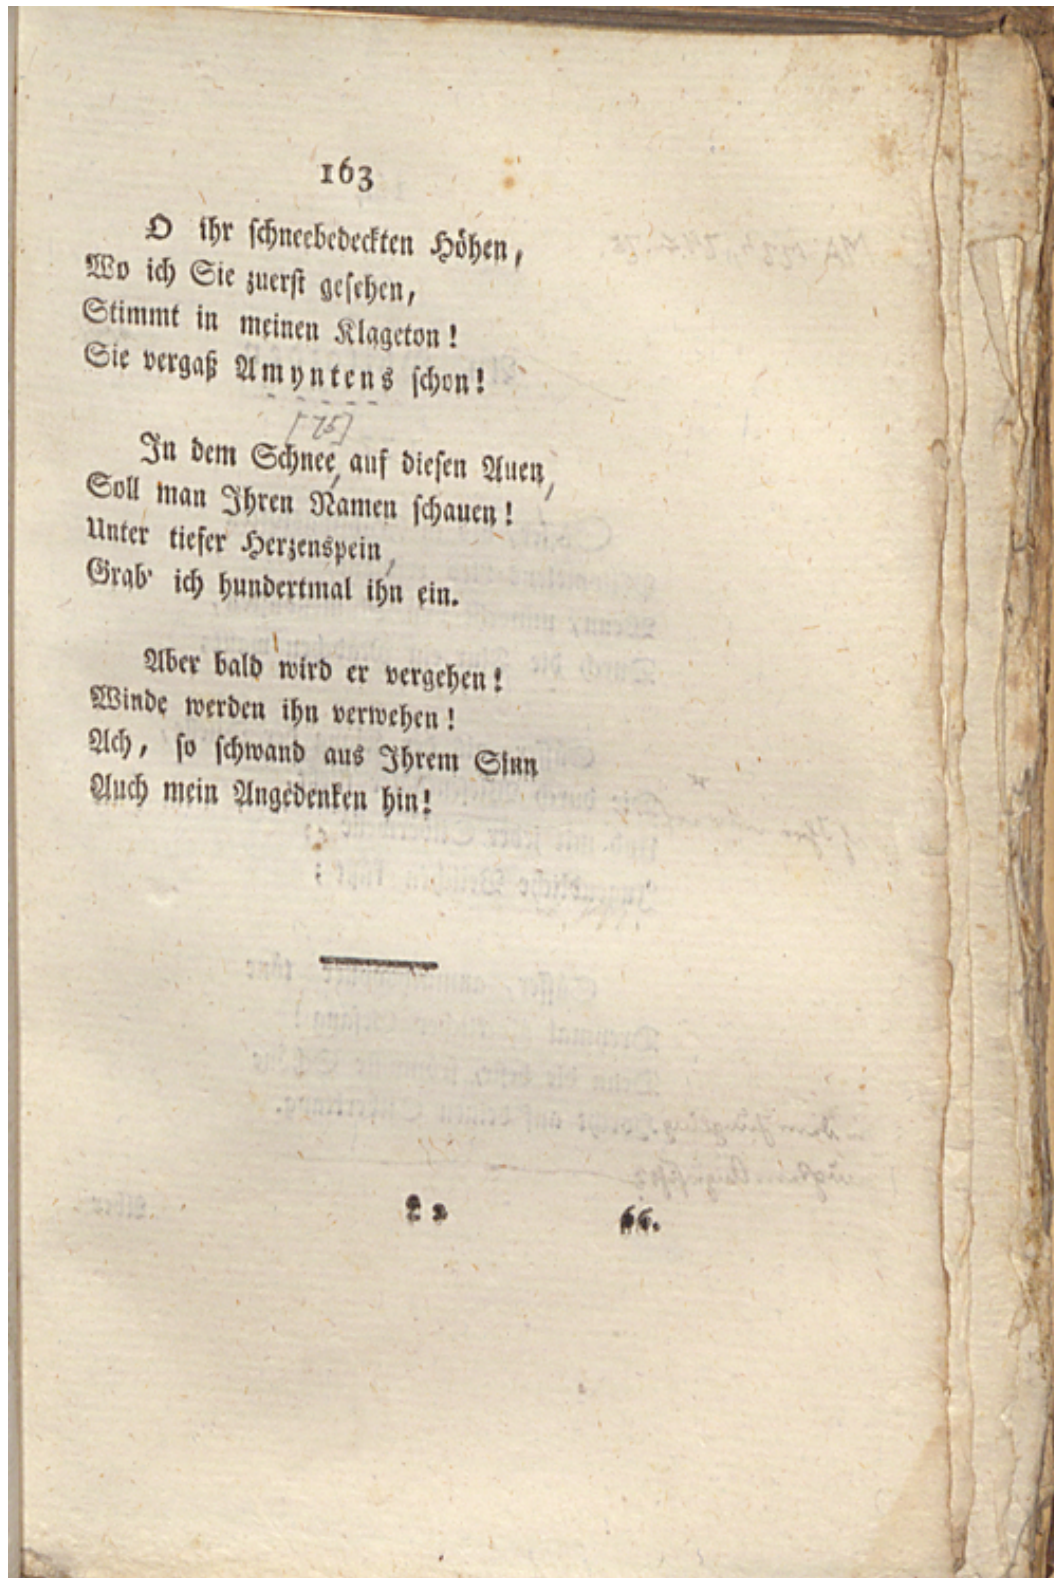 163
O ihr schneebedeckten Höhen,
Wo ich Sie zuerst gesehen,
Stimmt in meinen Klageton!
Sie vergaß Amyntens schon!
[75]
In dem Schnee, auf diesen Auen,
Soll man Ihren Namen schauen!
Unter tiefer Herzenspein,
Grab' ich hundertmal ihn ein.
Aber bald wird er vergehen!
Winde werden ihn verwehen!
Ach, so schwand aus Ihrem Sinn
Auch mein Angedenken hin!
L 2 66.